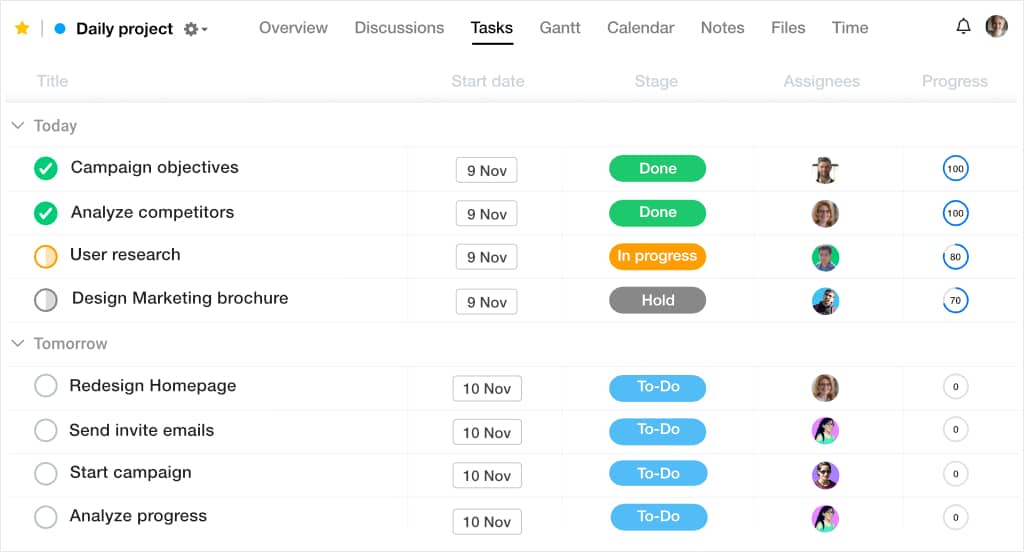 Daily project Overview Discussions Tasks Gantt Calendar Notes Files Time
Title Start date Stage Assignees Progress
Today
Campaign objectives 9 Nov Done 100
Analyze competitors 9 Nov Done 100
User research 9 Nov In progress 80
Design Marketing brochure 9 Nov Hold 70
Tomorrow
Redesign Homepage 10 Nov To-Do 0
Send invite emails 10 Nov To-Do 0
Start campaign 10 Nov To-Do 0
Analyze progress 10 Nov To-Do 0